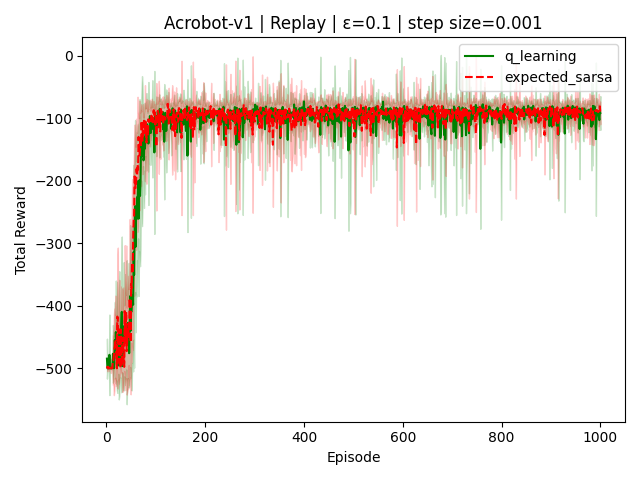 Acrobot-v1 | Replay | ε=0.1 | step size=0.001
q_learning
expected_sarsa
Total Reward
0
−100
−200
−300
−400
−500
0 200 400 600 800 1000
Episode